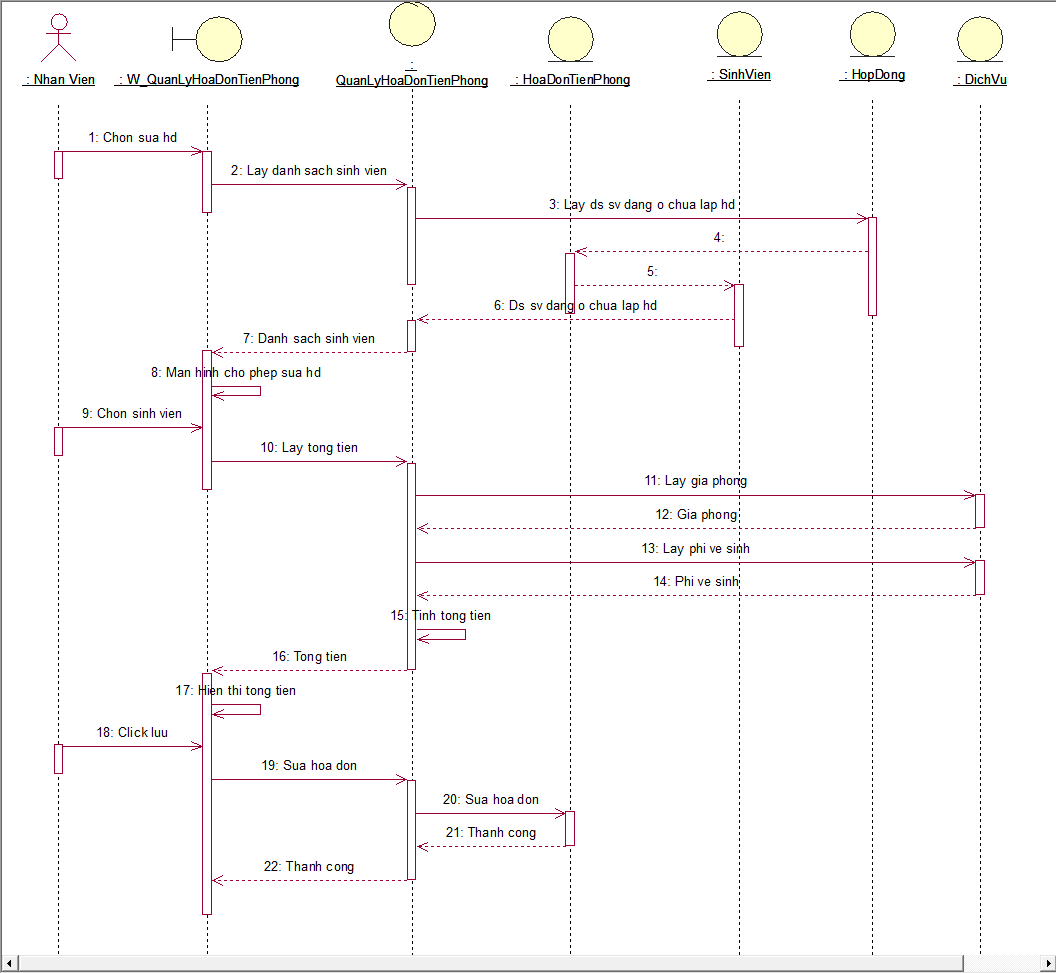 : Nhan Vien
: W_QuanLyHoaDonTienPhong
:
QuanLyHoaDonTienPhong
: HoaDonTienPhong
: SinhVien
: HopDong
: DichVu
1: Chon sua hd
2: Lay danh sach sinh vien
3: Lay ds sv dang o chua lap hd
4:
5:
6: Ds sv dang o chua lap hd
7: Danh sach sinh vien
8: Man hinh cho phep sua hd
9: Chon sinh vien
10: Lay tong tien
11: Lay gia phong
12: Gia phong
13: Lay phi ve sinh
14: Phi ve sinh
15: Tinh tong tien
16: Tong tien
17: Hien thi tong tien
18: Click luu
19: Sua hoa don
20: Sua hoa don
21: Thanh cong
22: Thanh cong